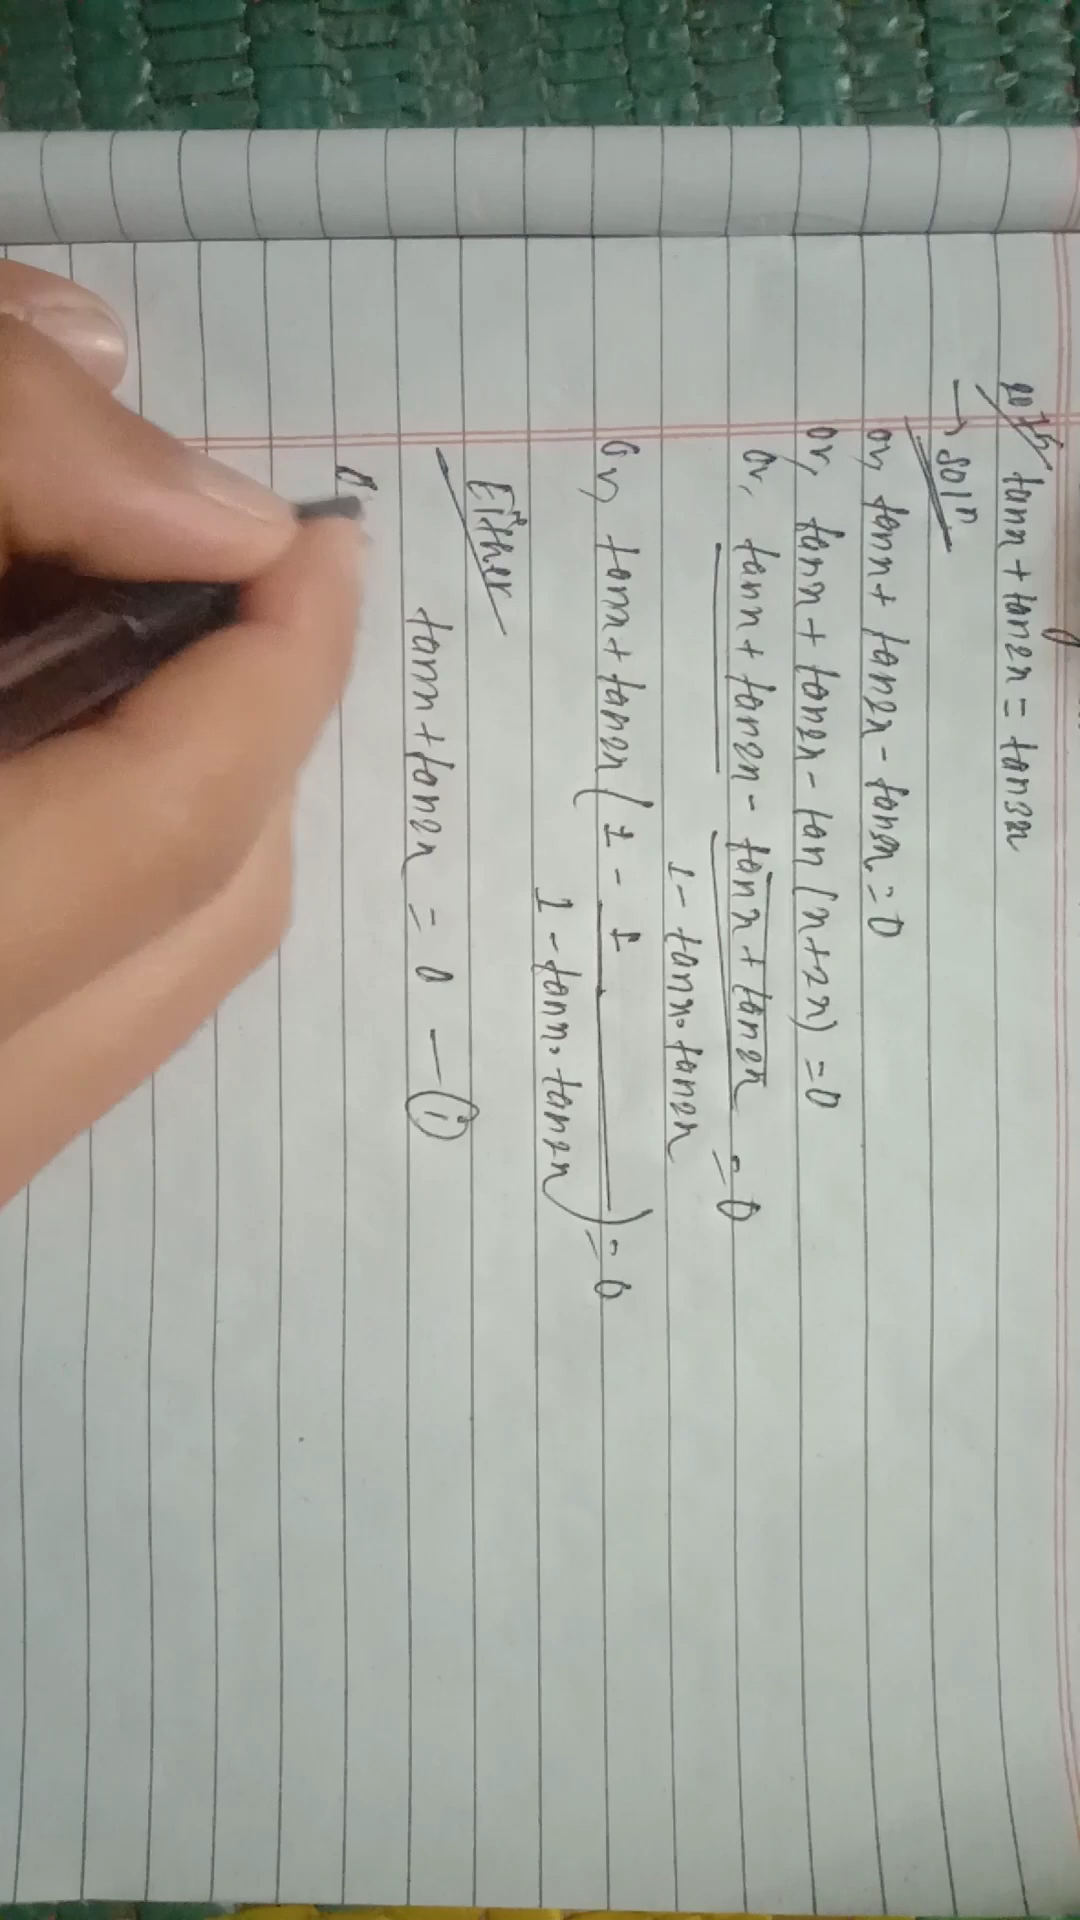 2075 tanx + tan2x = tan3x
→ solⁿ
or, tanx + tan2x - tan3x = 0
or, tanx + tan2x - tan (x+2x) = 0
or, tanx + tan2x - tanx + tan2x = 0
1 - tanx. tan2x
or, tanx + tan2x ( 1 - 1 ) = 0
1 - tanx. tan2x
Either
tanx + tan2x = 0 — (i)